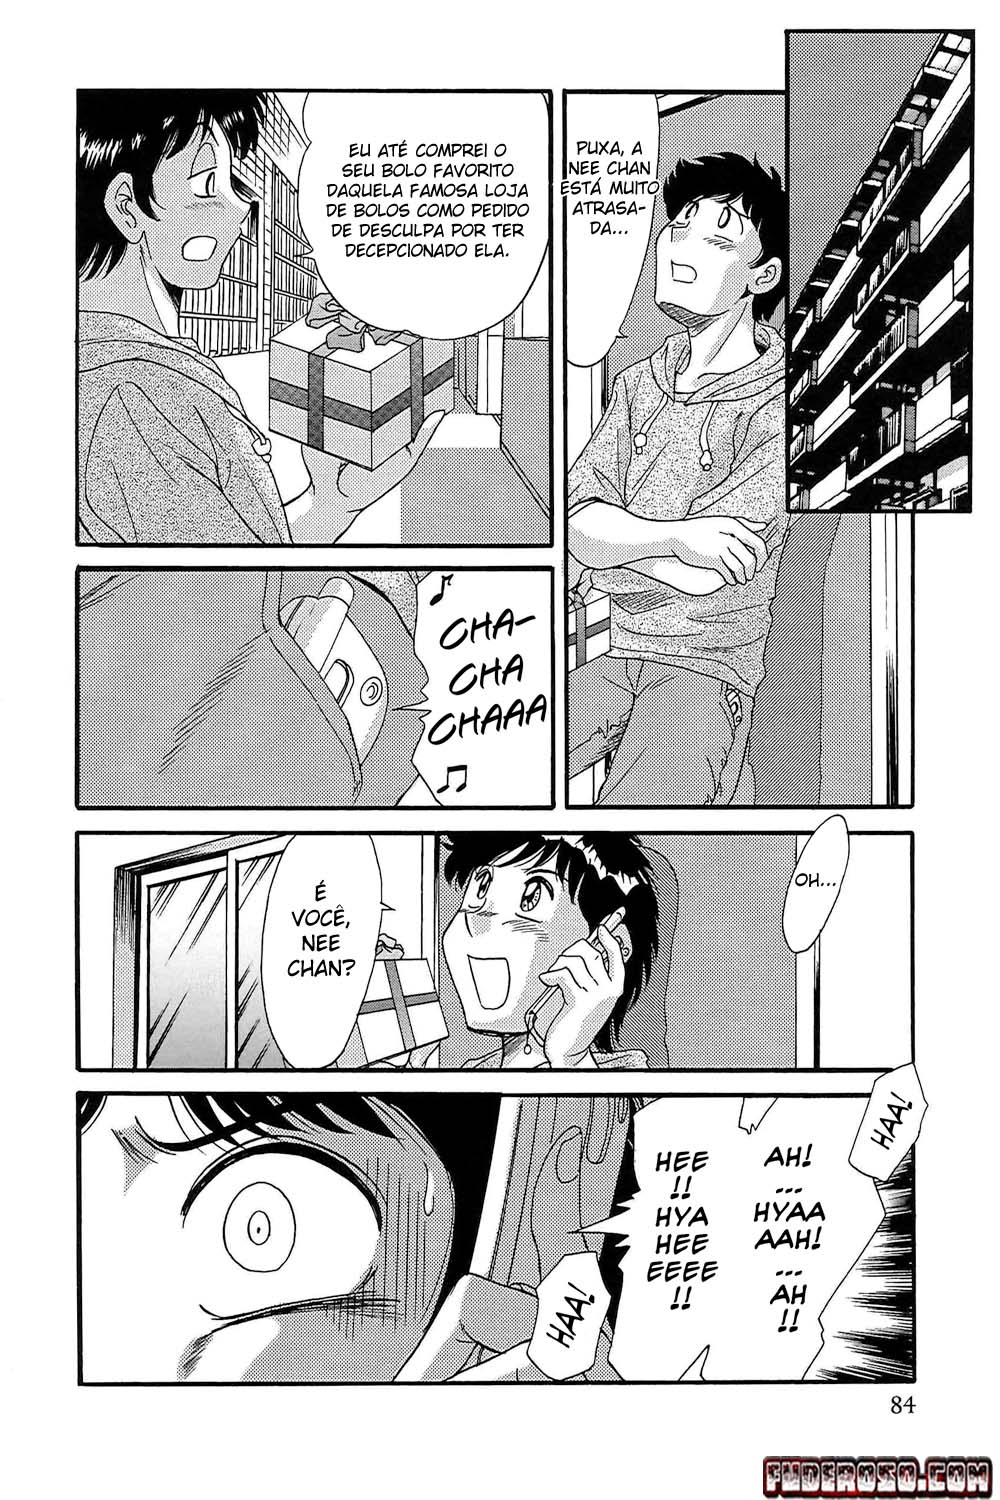 PUXA, A
NEE CHAN
ESTÁ MUITO
ATRASA-
DA...
EU ATÉ COMPREI O
SEU BOLO FAVORITO
DAQUELA FAMOSA LOJA
DE BOLOS COMO PEDIDO
DE DESCULPA POR TER
DECEPCIONADO ELA.
CHA-
CHA
CHAAA
OH...
É
VOCÊ,
NEE
CHAN?
HAA!
AH!
...
HYAA
AAH!
...
AH
!!
HEE
!!
HYA
HEE
EEEE
!!
HAA!
84
FUDEROSO.COM